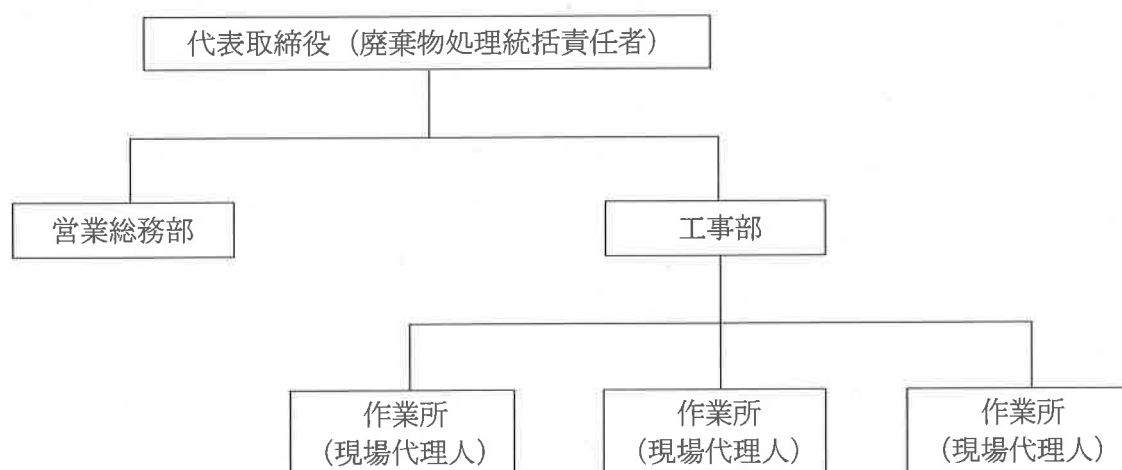 代表取締役（廃棄物処理統括責任者）
営業総務部
工事部
作業所
（現場代理人）
作業所
（現場代理人）
作業所
（現場代理人）